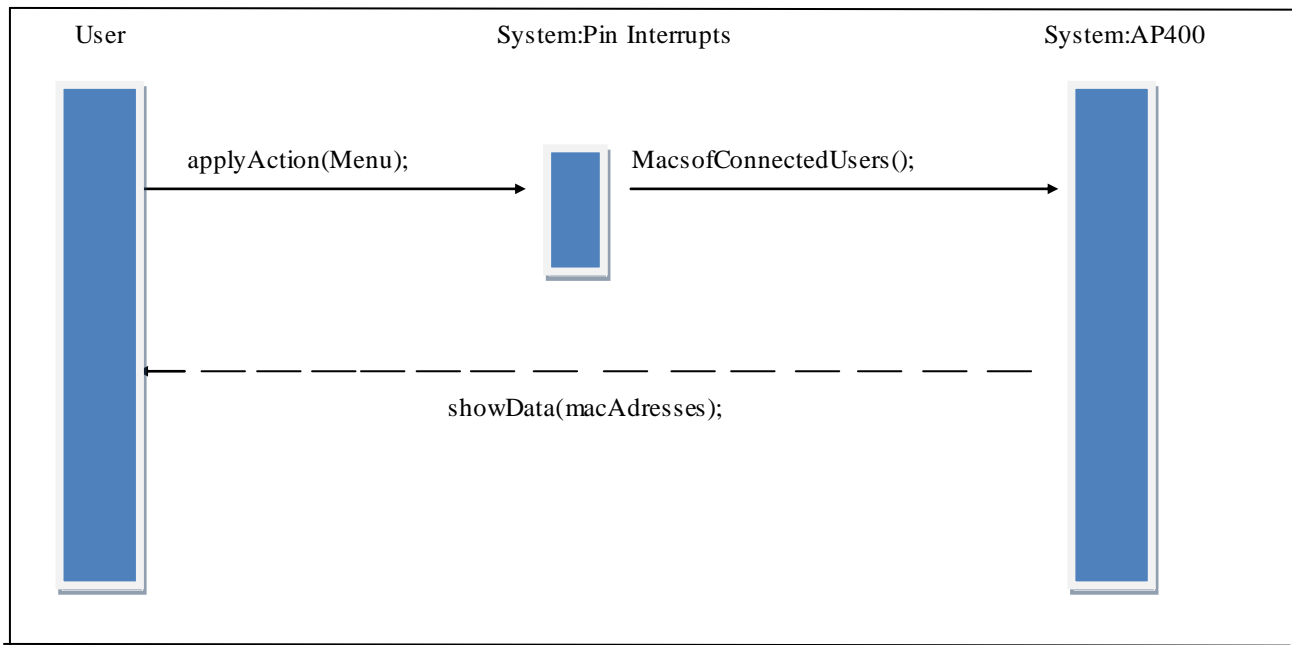 User
System:Pin Interrupts
System:AP400
applyAction(Menu);
MacsofConnectedUsers();
showData(macAdresses);